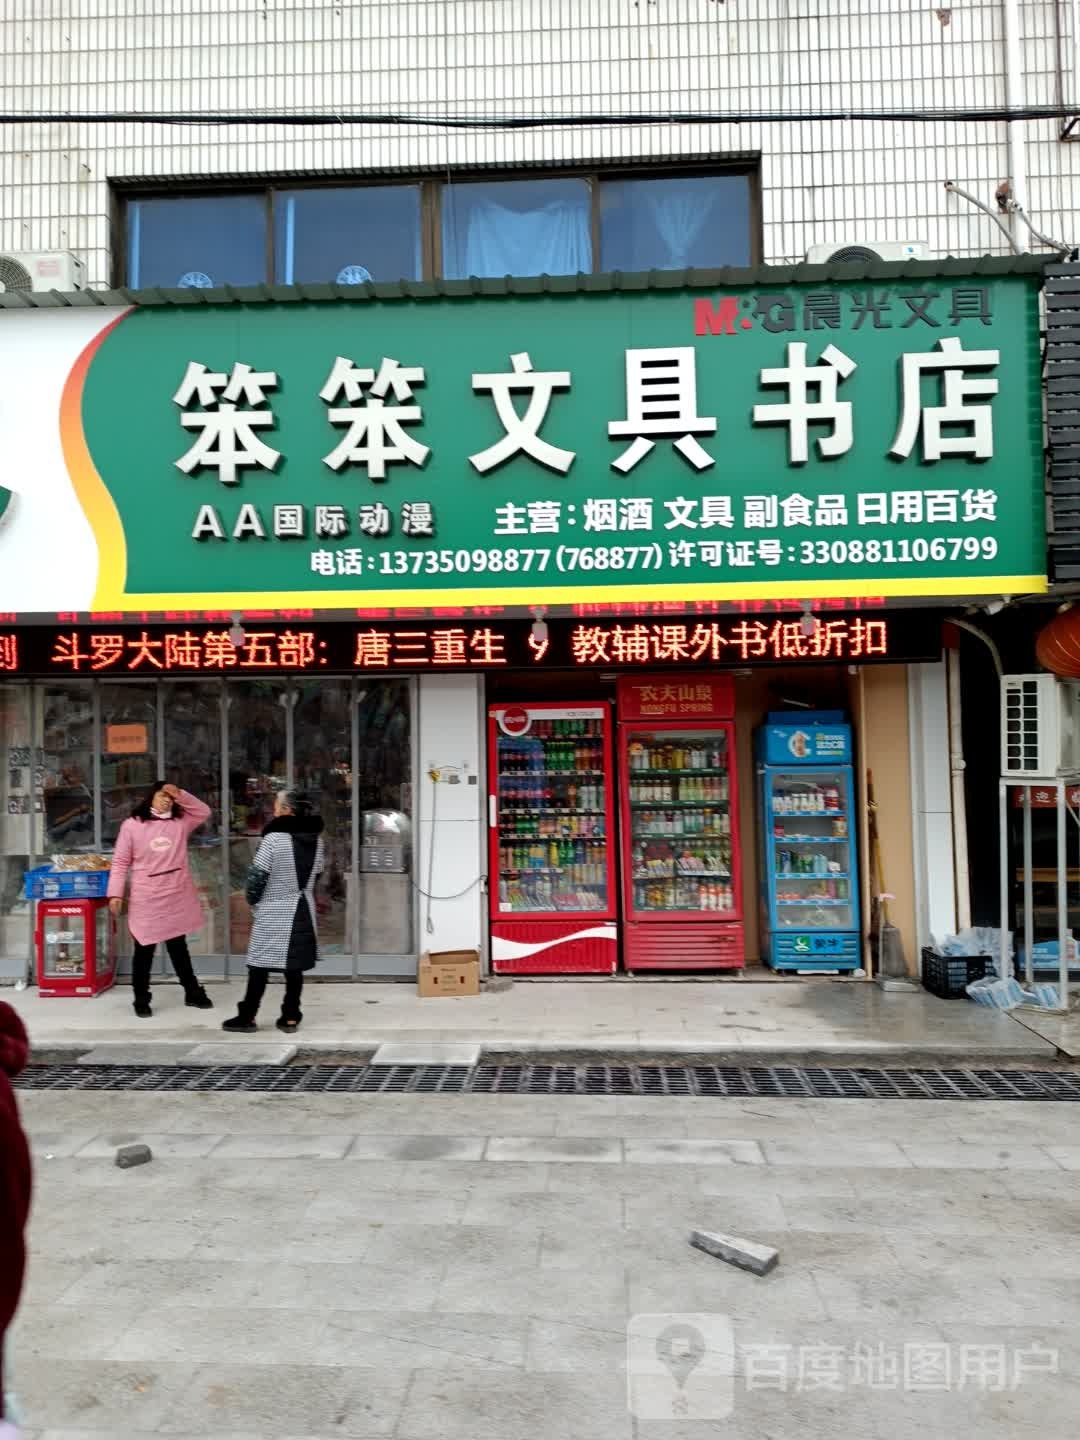 M&G晨光文具
笨笨文具书店
AA国际动漫
主营:烟酒 文具 副食品 日用百货
电话:13735098877(768877)许可证号:330881106799
到 斗罗大陆第五部:唐三重生 9 教辅课外书低折扣
农夫山泉
NONGFU SPRING
百度地图用户